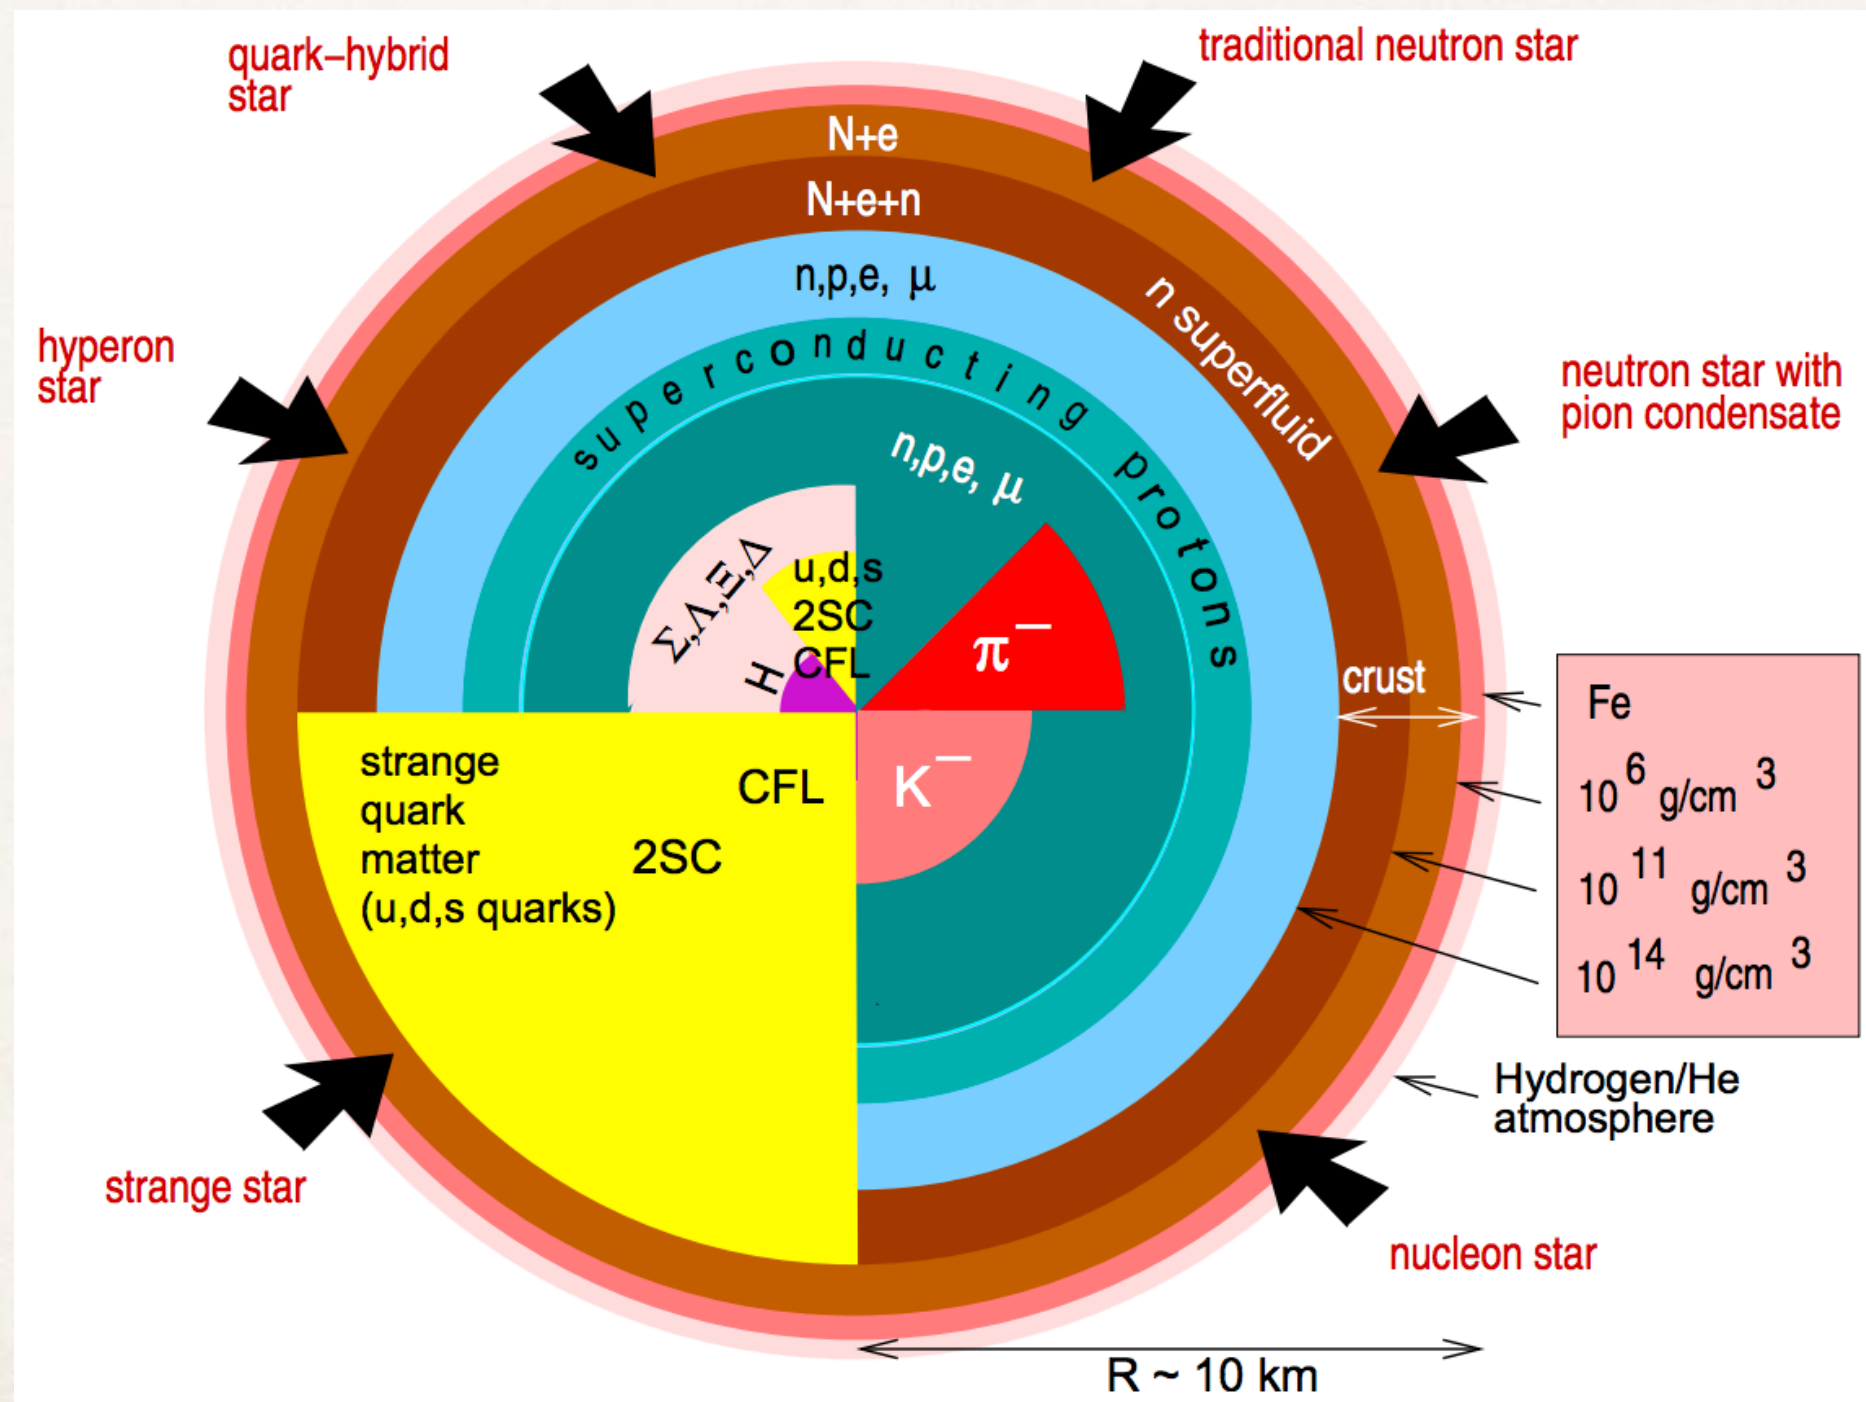 quark–hybrid
star
traditional neutron star
N+e
N+e+n
n,p,e, μ
n superfluid
hyperon
star
neutron star with
pion condensate
superconducting protons
n,p,e, μ
Σ,Λ,Ξ,Δ
u,d,s
2SC
CFL
H
π⁻
crust
Fe
10⁶ g/cm³
10¹¹ g/cm³
10¹⁴ g/cm³
strange
quark
matter
(u,d,s quarks)
CFL
2SC
K⁻
Hydrogen/He
atmosphere
strange star
nucleon star
R ~ 10 km